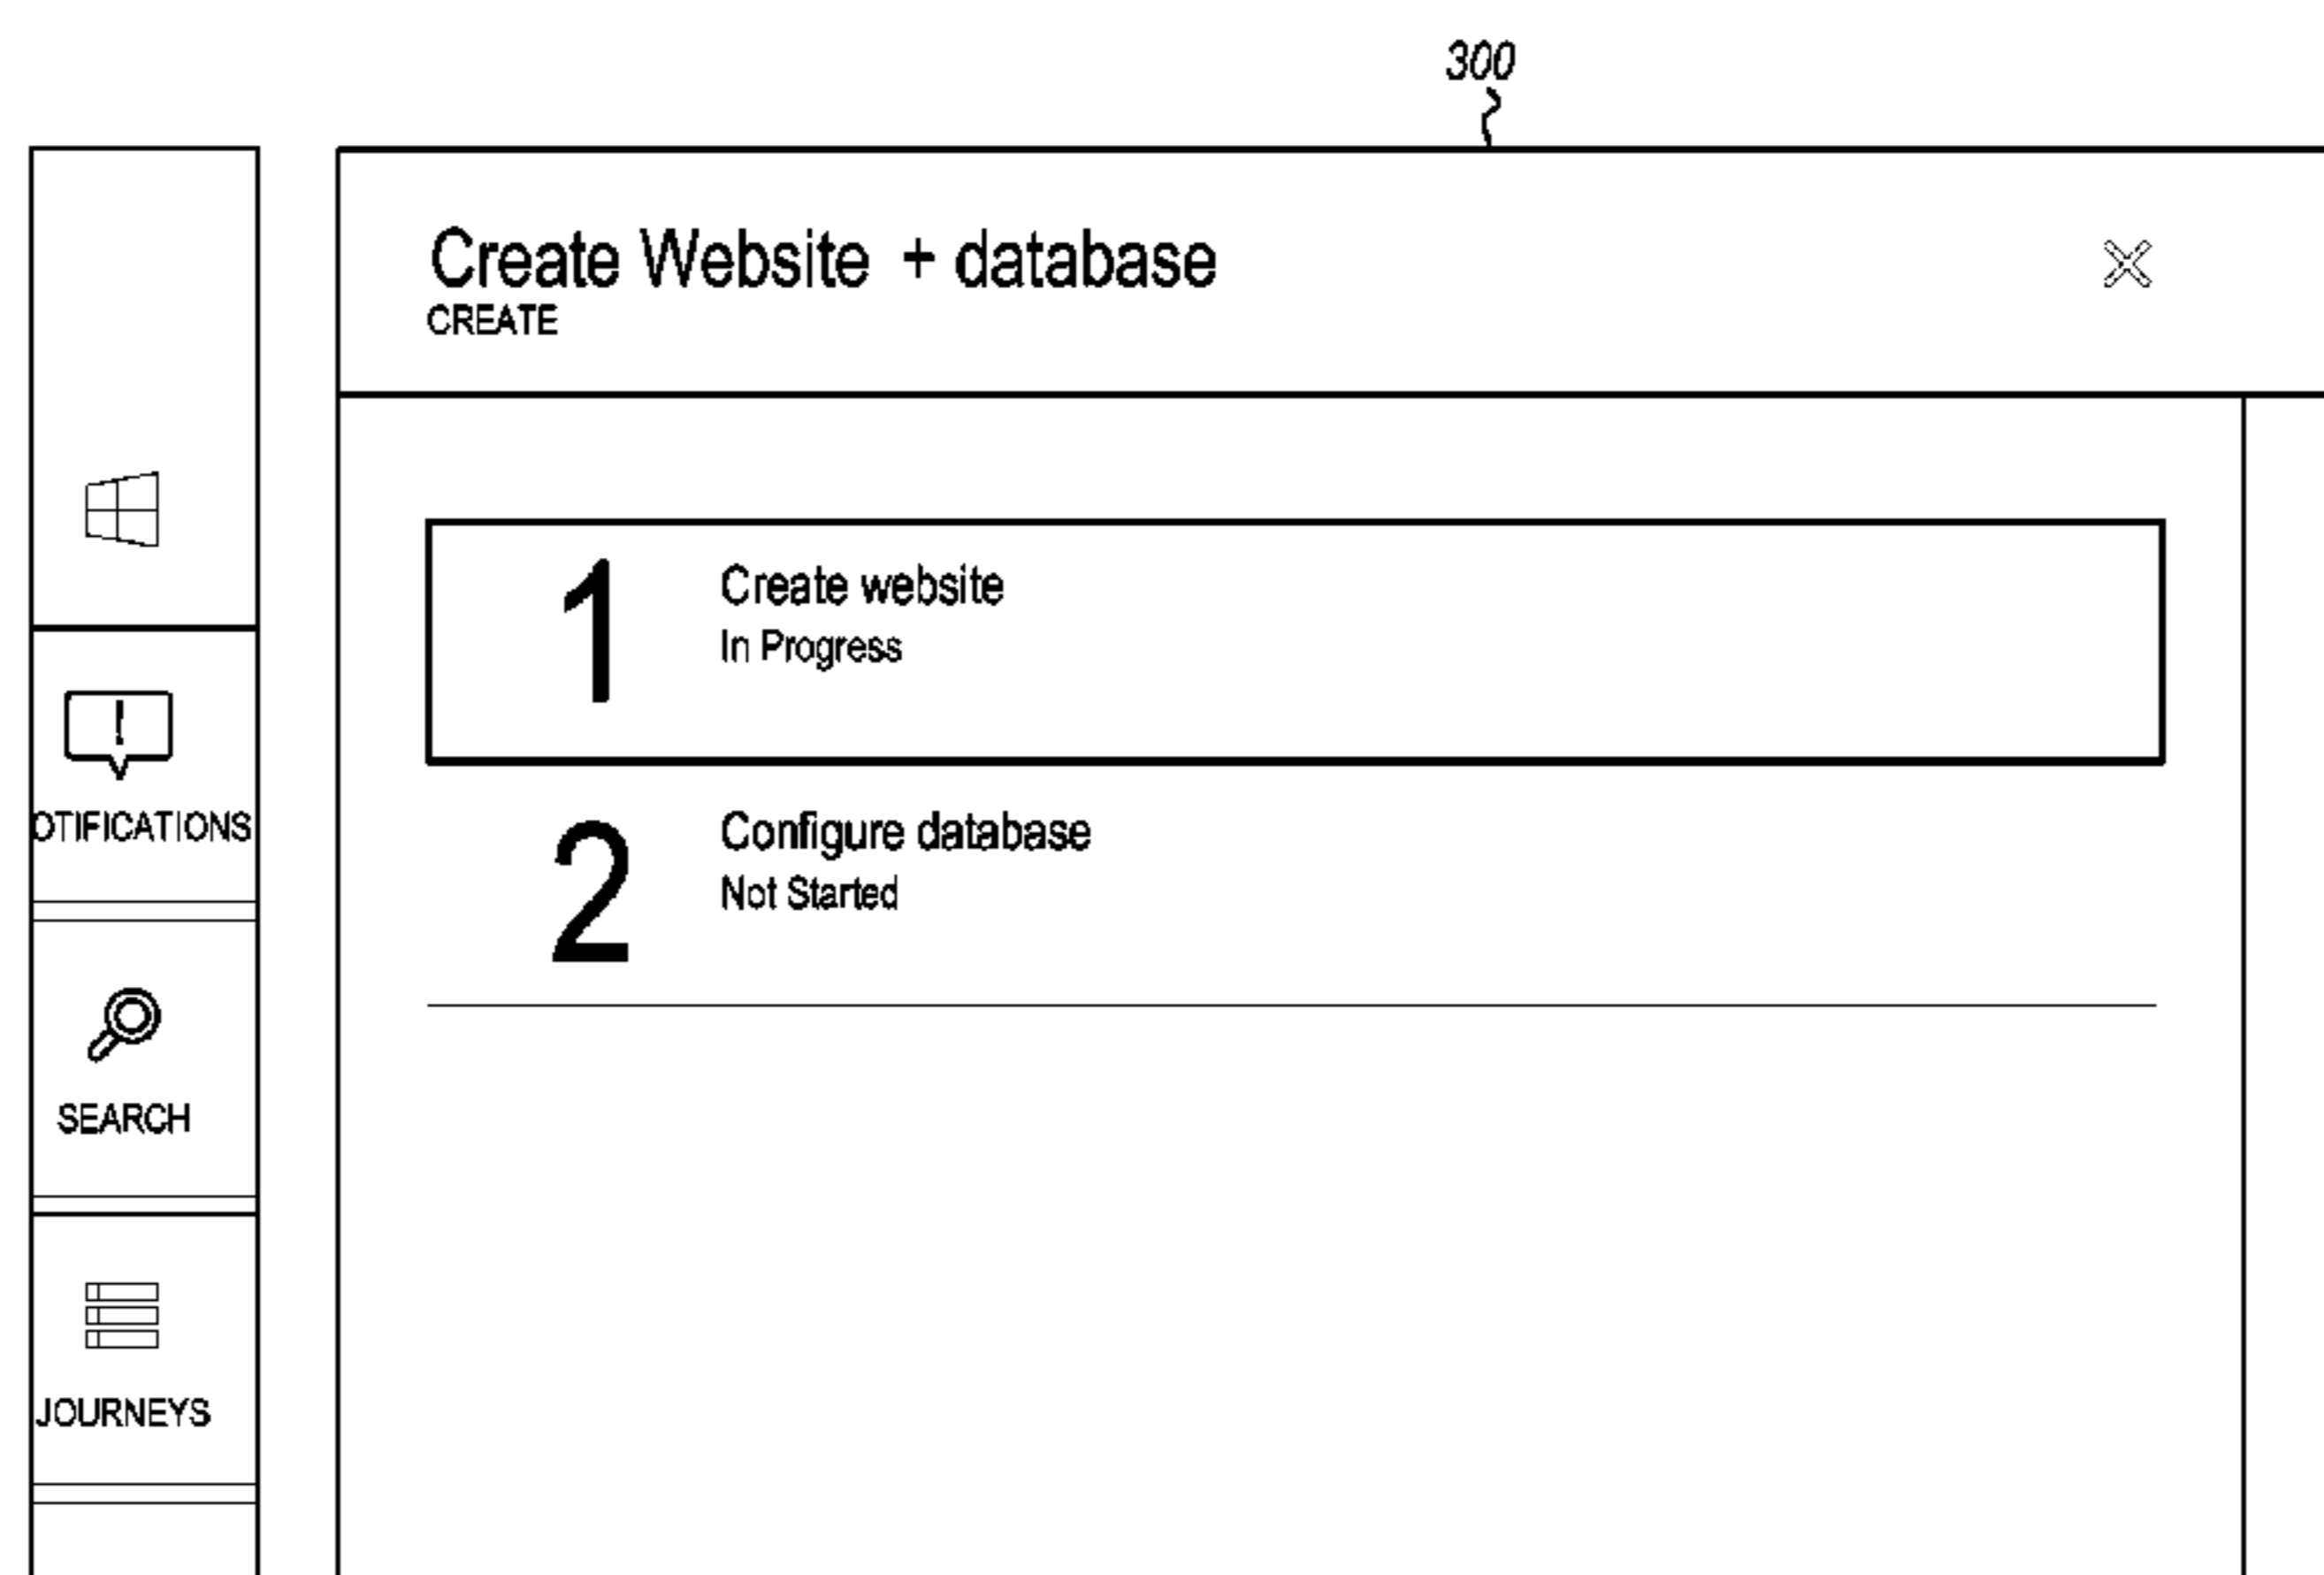 300
Create Website + database
CREATE
1
Create website
In Progress
2
Configure database
Not Started
OTIFICATIONS
SEARCH
JOURNEYS